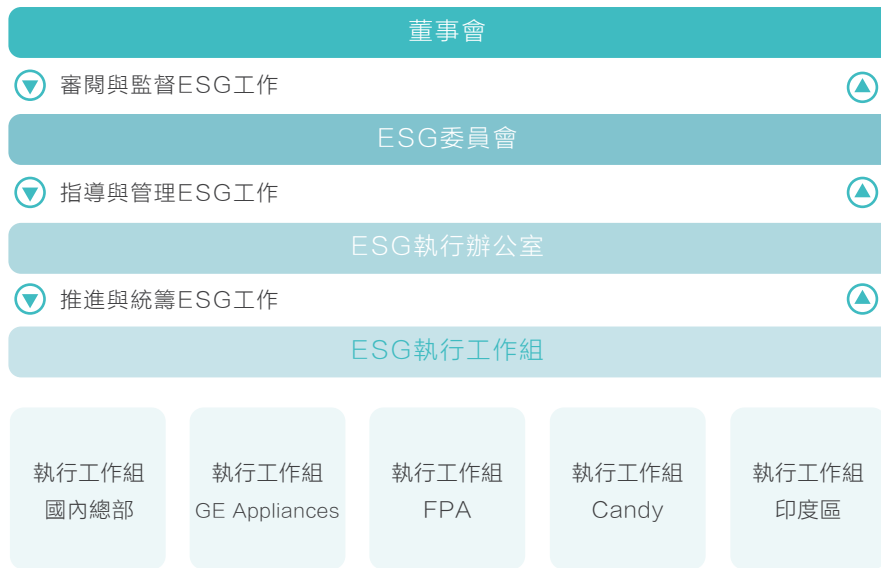 董事會
審閱與監督ESG工作
ESG委員會
指導與管理ESG工作
ESG執行辦公室
推進與統籌ESG工作
ESG執行工作組
執行工作組
國內總部
執行工作組
GE Appliances
執行工作組
FPA
執行工作組
Candy
執行工作組
印度區